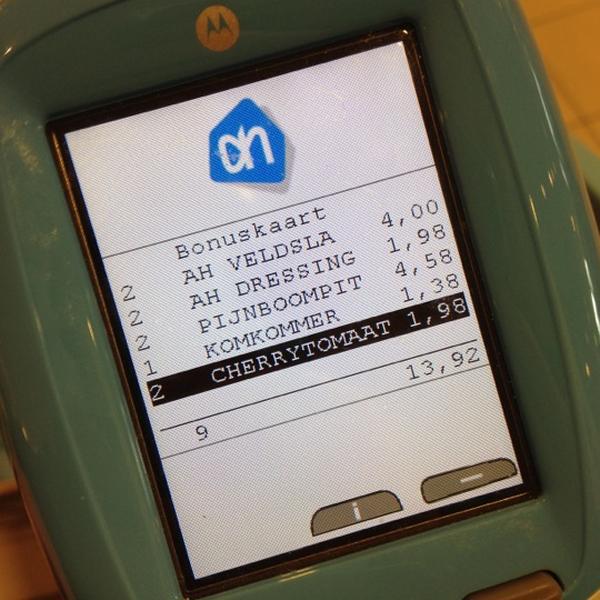 ah
Bonuskaart
2 AH VELDSLA 4,00
2 AH DRESSING 1,98
2 PIJNBOOMPIT 4,58
1 KOMKOMMER 1,38
2 CHERRYTOMAAT 1,98
9 13,92
i –